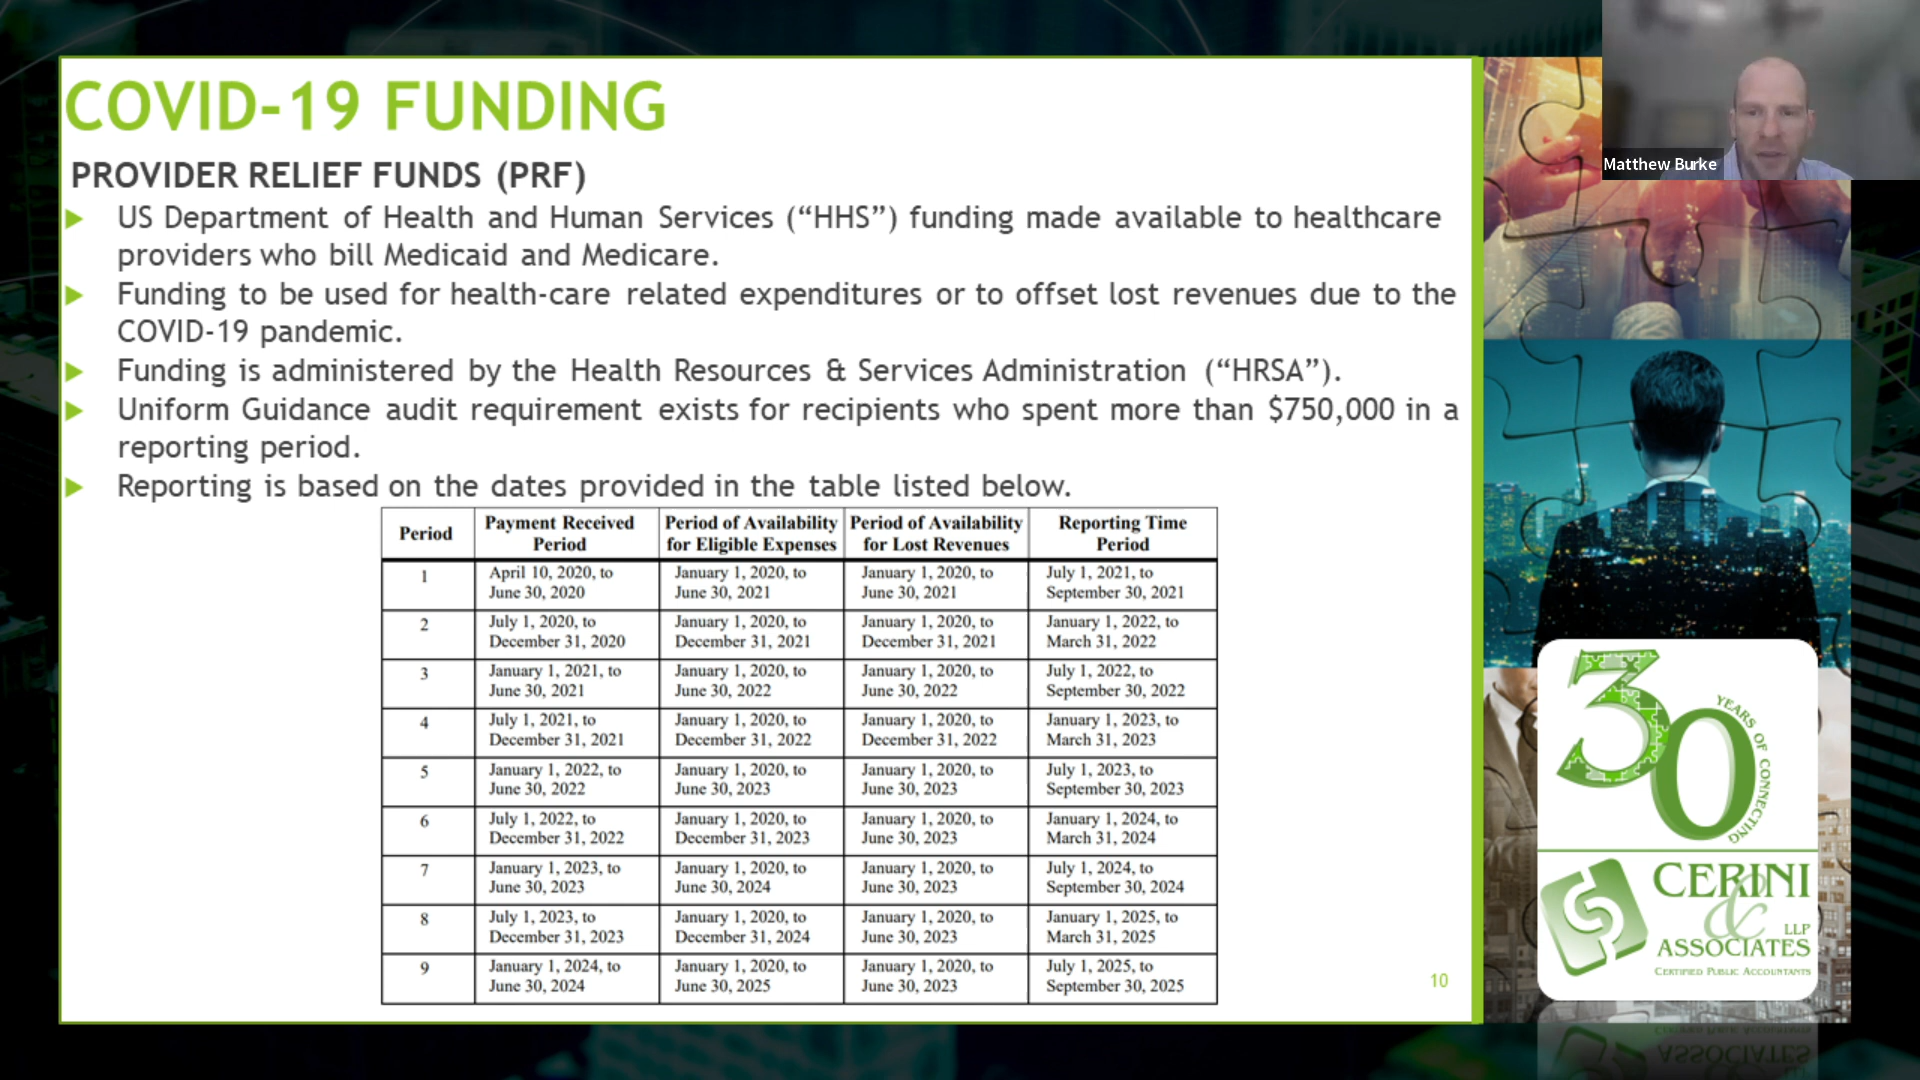 COVID-19 FUNDING
PROVIDER RELIEF FUNDS (PRF)
US Department of Health and Human Services (“HHS”) funding made available to healthcare
providers who bill Medicaid and Medicare.
Funding to be used for health-care related expenditures or to offset lost revenues due to the
COVID-19 pandemic.
Funding is administered by the Health Resources & Services Administration (“HRSA”).
Uniform Guidance audit requirement exists for recipients who spent more than $750,000 in a
reporting period.
Reporting is based on the dates provided in the table listed below.
Period Payment Received Period of Availability Period of Availability Reporting Time
Period for Eligible Expenses for Lost Revenues Period
1 April 10, 2020, to January 1, 2020, to January 1, 2020, to July 1, 2021, to
June 30, 2020 June 30, 2021 June 30, 2021 September 30, 2021
2 July 1, 2020, to January 1, 2020, to January 1, 2020, to January 1, 2022, to
December 31, 2020 December 31, 2021 December 31, 2021 March 31, 2022
3 January 1, 2021, to January 1, 2020, to January 1, 2020, to July 1, 2022, to
June 30, 2021 June 30, 2022 June 30, 2022 September 30, 2022
4 July 1, 2021, to January 1, 2020, to January 1, 2020, to January 1, 2023, to
December 31, 2021 December 31, 2022 December 31, 2022 March 31, 2023
5 January 1, 2022, to January 1, 2020, to January 1, 2020, to July 1, 2023, to
June 30, 2022 June 30, 2023 June 30, 2023 September 30, 2023
6 July 1, 2022, to January 1, 2020, to January 1, 2020, to January 1, 2024, to
December 31, 2022 December 31, 2023 June 30, 2023 March 31, 2024
7 January 1, 2023, to January 1, 2020, to January 1, 2020, to July 1, 2024, to
June 30, 2023 June 30, 2024 June 30, 2023 September 30, 2024
8 July 1, 2023, to January 1, 2020, to January 1, 2020, to January 1, 2025, to
December 31, 2023 December 31, 2024 June 30, 2023 March 31, 2025
9 January 1, 2024, to January 1, 2020, to January 1, 2020, to July 1, 2025, to
June 30, 2024 June 30, 2025 June 30, 2023 September 30, 2025
10
Matthew Burke
30
YEARS OF CONNECTING
CERINI
&
LLP
ASSOCIATES
CERTIFIED PUBLIC ACCOUNTANTS